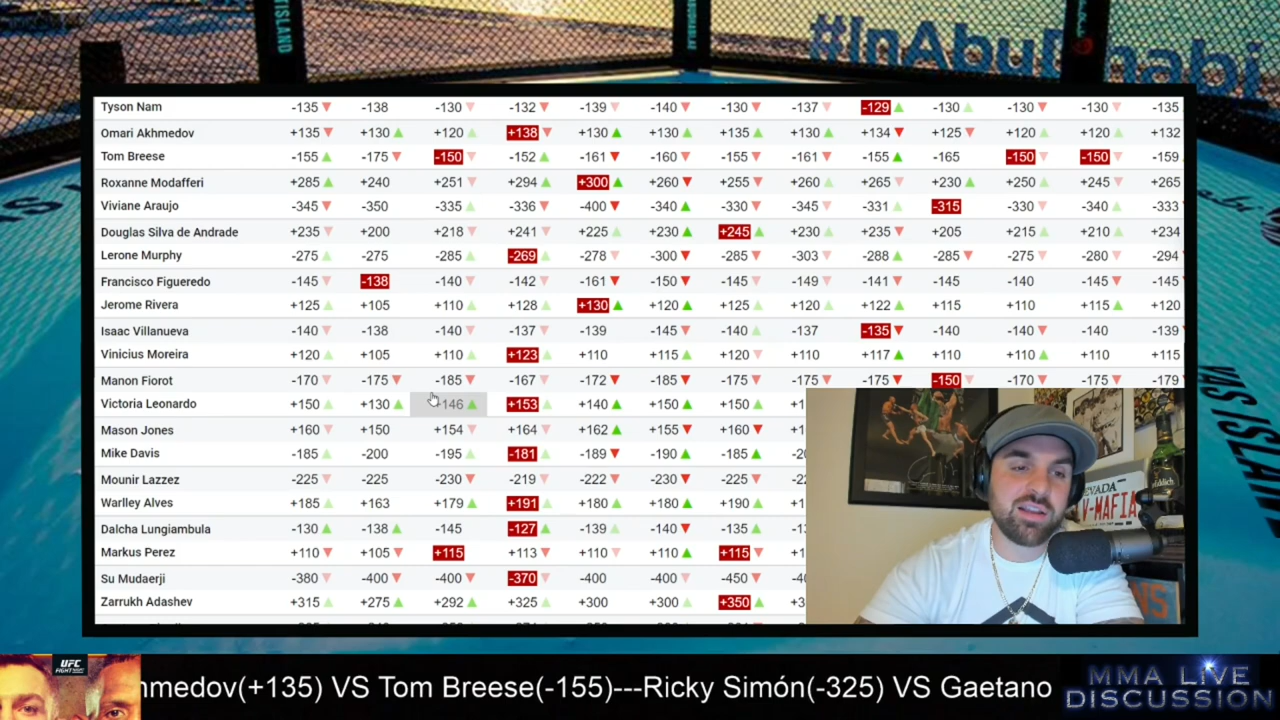 #InAbuDhabi
Tyson Nam -135 -138 -130 -132 -139 -140 -130 -137 -129 -130 -130 -130 -135
Omari Akhmedov +135 +130 +120 +138 +130 +130 +135 +130 +134 +125 +120 +120 +132
Tom Breese -155 -175 -150 -152 -161 -160 -155 -161 -155 -165 -150 -150 -159
Roxanne Modafferi +285 +240 +251 +294 +300 +260 +255 +260 +265 +230 +250 +245 +265
Viviane Araujo -345 -350 -335 -336 -400 -340 -330 -345 -331 -315 -330 -340 -333
Douglas Silva de Andrade +235 +200 +218 +241 +225 +230 +245 +230 +235 +205 +215 +210 +234
Lerone Murphy -275 -275 -285 -269 -278 -300 -285 -303 -288 -285 -275 -280 -294
Francisco Figueredo -145 -138 -140 -142 -161 -150 -145 -149 -141 -145 -140 -145 -145
Jerome Rivera +125 +105 +110 +128 +130 +120 +125 +120 +122 +115 +110 +115 +120
Isaac Villanueva -140 -138 -140 -137 -139 -145 -140 -137 -135 -140 -140 -140 -139
Vinicius Moreira +120 +105 +110 +123 +110 +115 +120 +110 +117 +110 +110 +110 +115
Manon Fiorot -170 -175 -185 -167 -172 -185 -175 -175 -175 -150 -170 -175 -179
Victoria Leonardo +150 +130 +146 +153 +140 +150 +150 +1
Mason Jones +160 +150 +154 +164 +162 +155 +160 +1
Mike Davis -185 -200 -195 -181 -189 -190 -185 -20
Mounir Lazzez -225 -225 -230 -219 -222 -230 -225 -22
Warlley Alves +185 +163 +179 +191 +180 +180 +190 +1
Dalcha Lungiambula -130 -138 -145 -127 -139 -140 -135 -1
Markus Perez +110 +105 +115 +113 +110 +110 +115 +1
Su Mudaerji -380 -400 -400 -370 -400 -400 -450 -40
Zarrukh Adashev +315 +275 +292 +325 +300 +300 +350 +3
UFC
FIGHT NIGHT
hmedov(+135) VS Tom Breese(-155)---Ricky Simón(-325) VS Gaetano
MMA LIVE
DISCUSSION